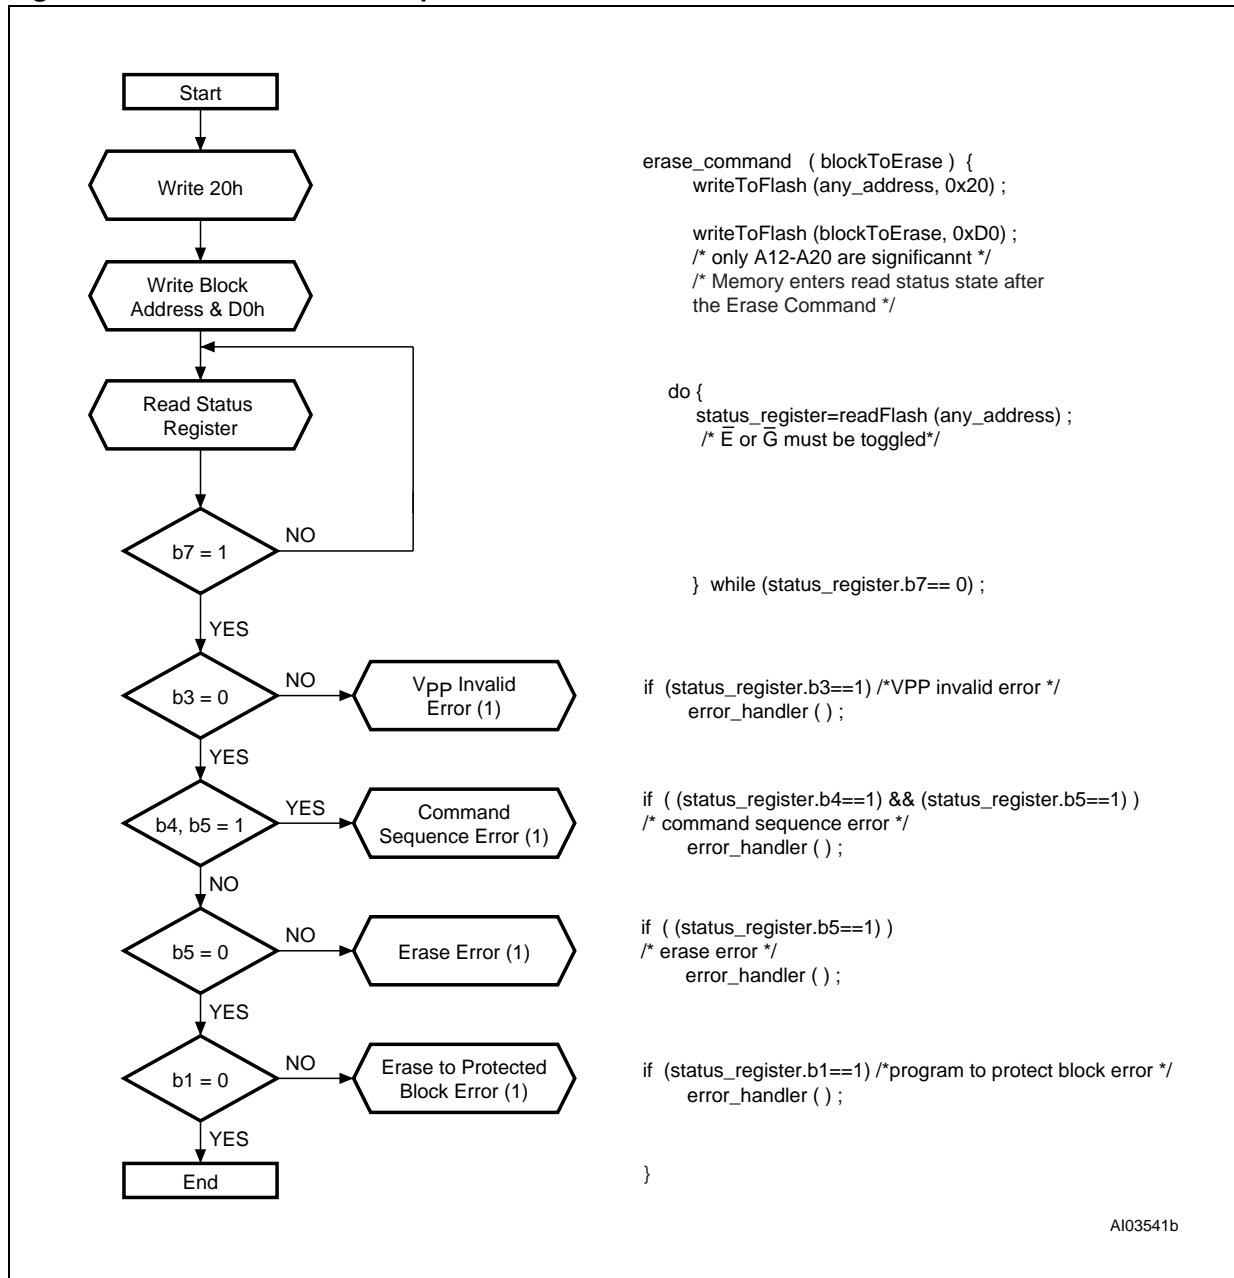 Start
Write 20h
Write Block
Address & D0h
Read Status
Register
b7 = 1
NO
YES
b3 = 0
NO
VPP Invalid
Error (1)
YES
b4, b5 = 1
YES
Command
Sequence Error (1)
NO
b5 = 0
NO
Erase Error (1)
YES
b1 = 0
NO
Erase to Protected
Block Error (1)
YES
End
erase_command ( blockToErase ) {
writeToFlash (any_address, 0x20) ;
writeToFlash (blockToErase, 0xD0) ;
/* only A12-A20 are significannt */
/* Memory enters read status state after
the Erase Command */
do {
status_register=readFlash (any_address) ;
/* E̅ or G̅ must be toggled*/
} while (status_register.b7== 0) ;
if (status_register.b3==1) /*VPP invalid error */
error_handler ( ) ;
if ( (status_register.b4==1) && (status_register.b5==1) )
/* command sequence error */
error_handler ( ) ;
if ( (status_register.b5==1) )
/* erase error */
error_handler ( ) ;
if (status_register.b1==1) /*program to protect block error */
error_handler ( ) ;
}
AI03541b